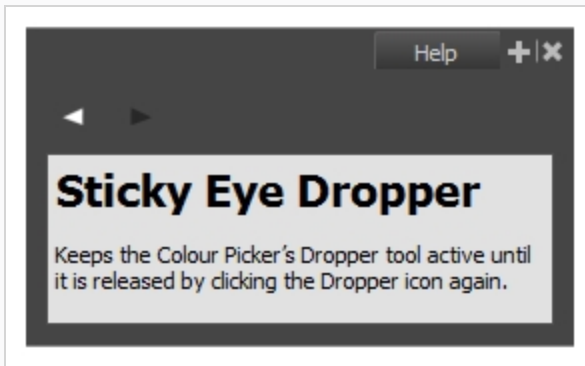 Help
Sticky Eye Dropper
Keeps the Colour Picker's Dropper tool active until
it is released by clicking the Dropper icon again.